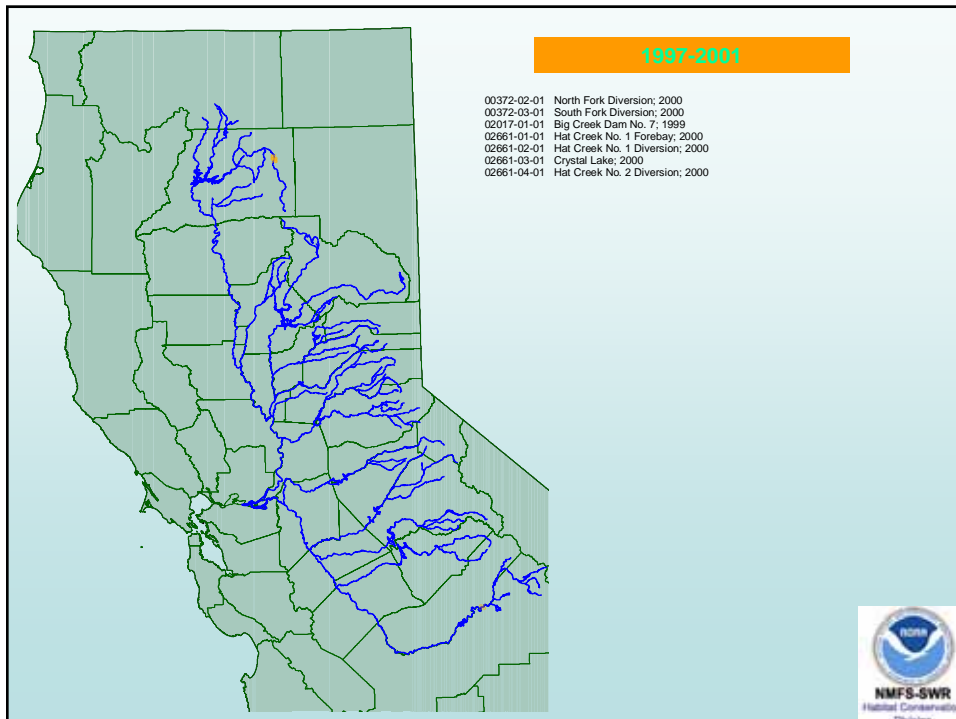 1997-2001
00372-02-01 North Fork Diversion; 2000
00372-03-01 South Fork Diversion; 2000
02017-01-01 Big Creek Dam No. 7; 1999
02661-01-01 Hat Creek No. 1 Forebay; 2000
02661-02-01 Hat Creek No. 1 Diversion; 2000
02661-03-01 Crystal Lake; 2000
02661-04-01 Hat Creek No. 2 Diversion; 2000
NOAA
NMFS-SWR
Habitat Conservatio